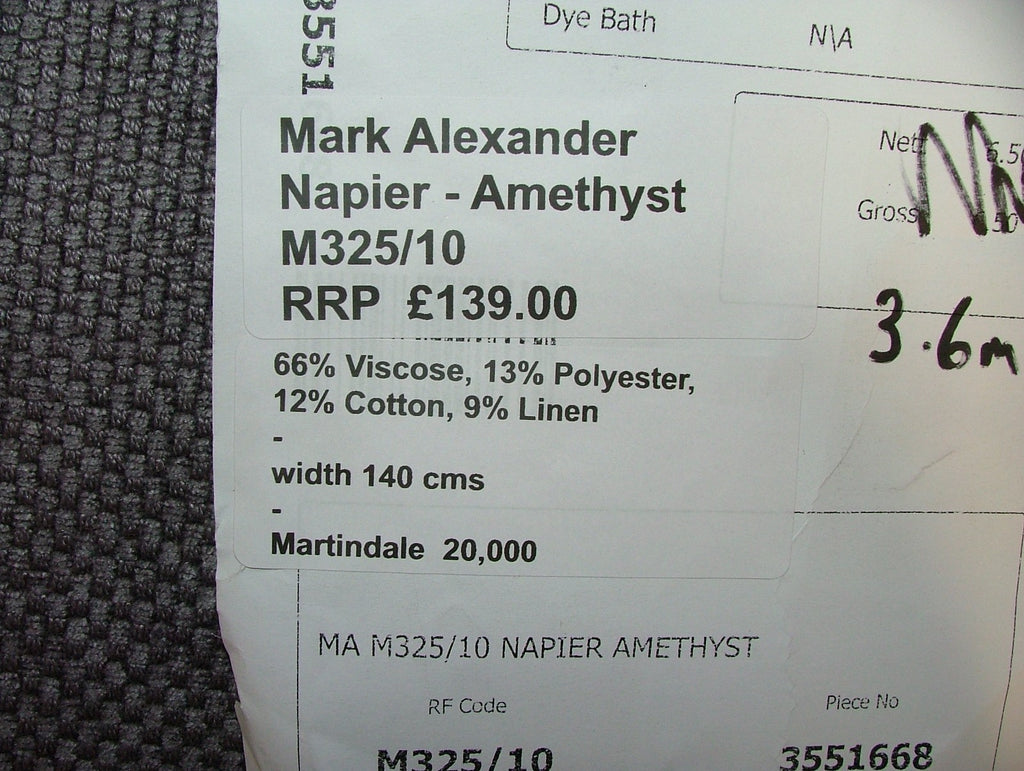 3551
Dye Bath N\A
Mark Alexander
Napier - Amethyst
M325/10
RRP £139.00
Nett
Gross
3.6m
66% Viscose, 13% Polyester,
12% Cotton, 9% Linen
-
width 140 cms
-
Martindale 20,000
MA M325/10 NAPIER AMETHYST
RF Code Piece No
M325/10 3551668